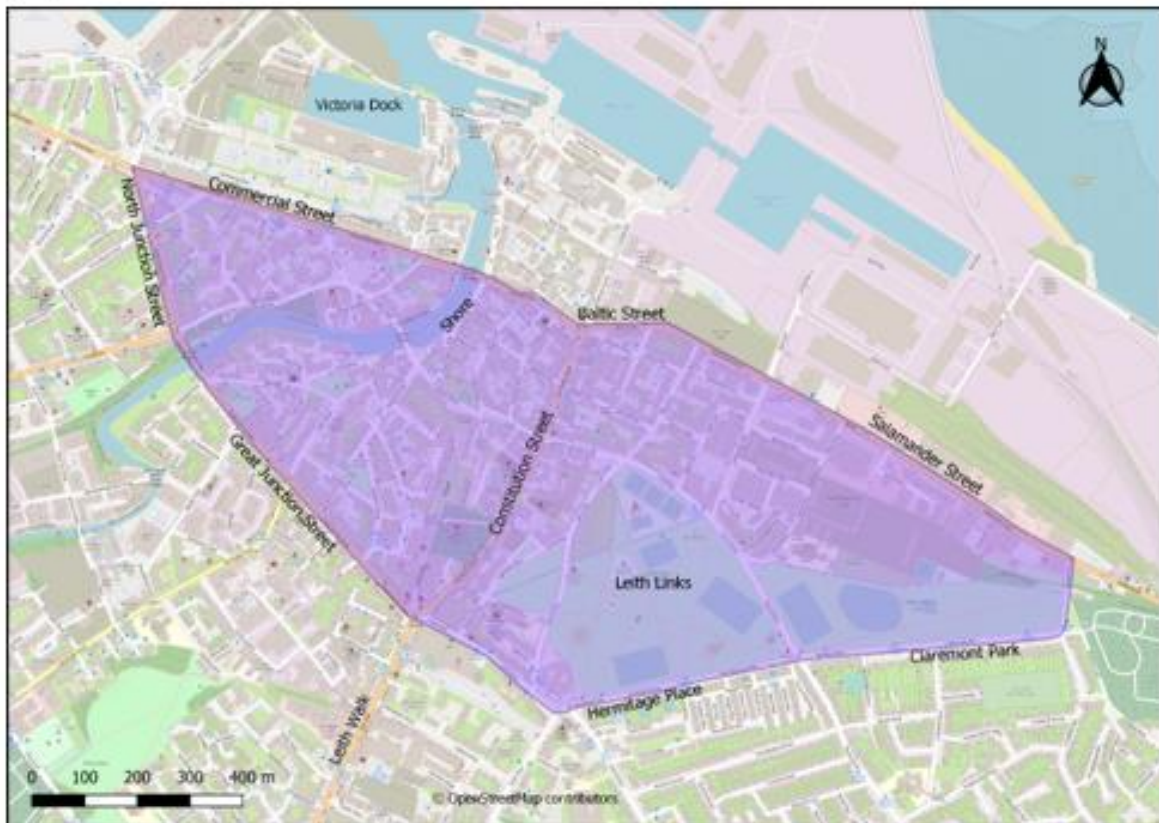 N
Victoria Dock
Commercial Street
North Junction Street
Shore
Baltic Street
Constitution Street
Salamander Street
Great Junction Street
Leith Links
Claremont Park
Hermitage Place
Leith Walk
0 100 200 300 400 m
© OpenStreetMap contributors